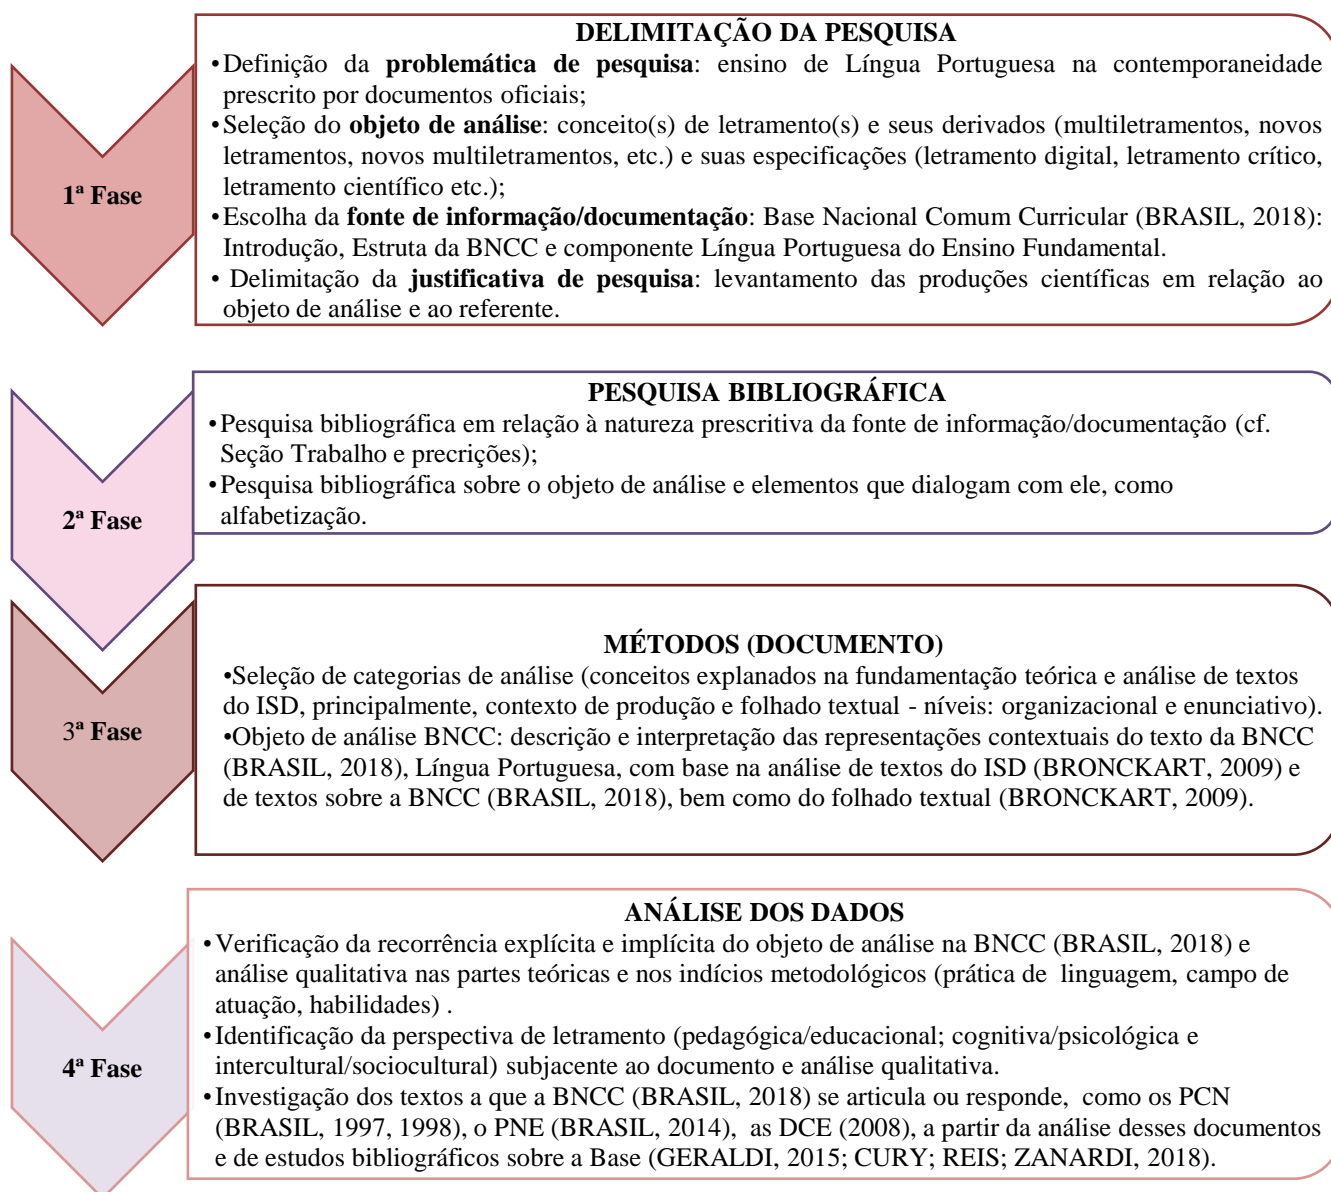 DELIMITAÇÃO DA PESQUISA
•Definição da problemática de pesquisa: ensino de Língua Portuguesa na contemporaneidade
prescrito por documentos oficiais;
•Seleção do objeto de análise: conceito(s) de letramento(s) e seus derivados (multiletramentos, novos
letramentos, novos multiletramentos, etc.) e suas especificações (letramento digital, letramento crítico,
letramento científico etc.);
•Escolha da fonte de informação/documentação: Base Nacional Comum Curricular (BRASIL, 2018):
Introdução, Estruta da BNCC e componente Língua Portuguesa do Ensino Fundamental.
• Delimitação da justificativa de pesquisa: levantamento das produções científicas em relação ao
objeto de análise e ao referente.
1ª Fase
PESQUISA BIBLIOGRÁFICA
•Pesquisa bibliográfica em relação à natureza prescritiva da fonte de informação/documentação (cf.
Seção Trabalho e precrições);
•Pesquisa bibliográfica sobre o objeto de análise e elementos que dialogam com ele, como
alfabetização.
2ª Fase
MÉTODOS (DOCUMENTO)
•Seleção de categorias de análise (conceitos explanados na fundamentação teórica e análise de textos
do ISD, principalmente, contexto de produção e folhado textual - níveis: organizacional e enunciativo).
•Objeto de análise BNCC: descrição e interpretação das representações contextuais do texto da BNCC
(BRASIL, 2018), Língua Portuguesa, com base na análise de textos do ISD (BRONCKART, 2009) e
de textos sobre a BNCC (BRASIL, 2018), bem como do folhado textual (BRONCKART, 2009).
3ª Fase
ANÁLISE DOS DADOS
•Verificação da recorrência explícita e implícita do objeto de análise na BNCC (BRASIL, 2018) e
análise qualitativa nas partes teóricas e nos indícios metodológicos (prática de linguagem, campo de
atuação, habilidades) .
•Identificação da perspectiva de letramento (pedagógica/educacional; cognitiva/psicológica e
intercultural/sociocultural) subjacente ao documento e análise qualitativa.
•Investigação dos textos a que a BNCC (BRASIL, 2018) se articula ou responde, como os PCN
(BRASIL, 1997, 1998), o PNE (BRASIL, 2014), as DCE (2008), a partir da análise desses documentos
e de estudos bibliográficos sobre a Base (GERALDI, 2015; CURY; REIS; ZANARDI, 2018).
4ª Fase